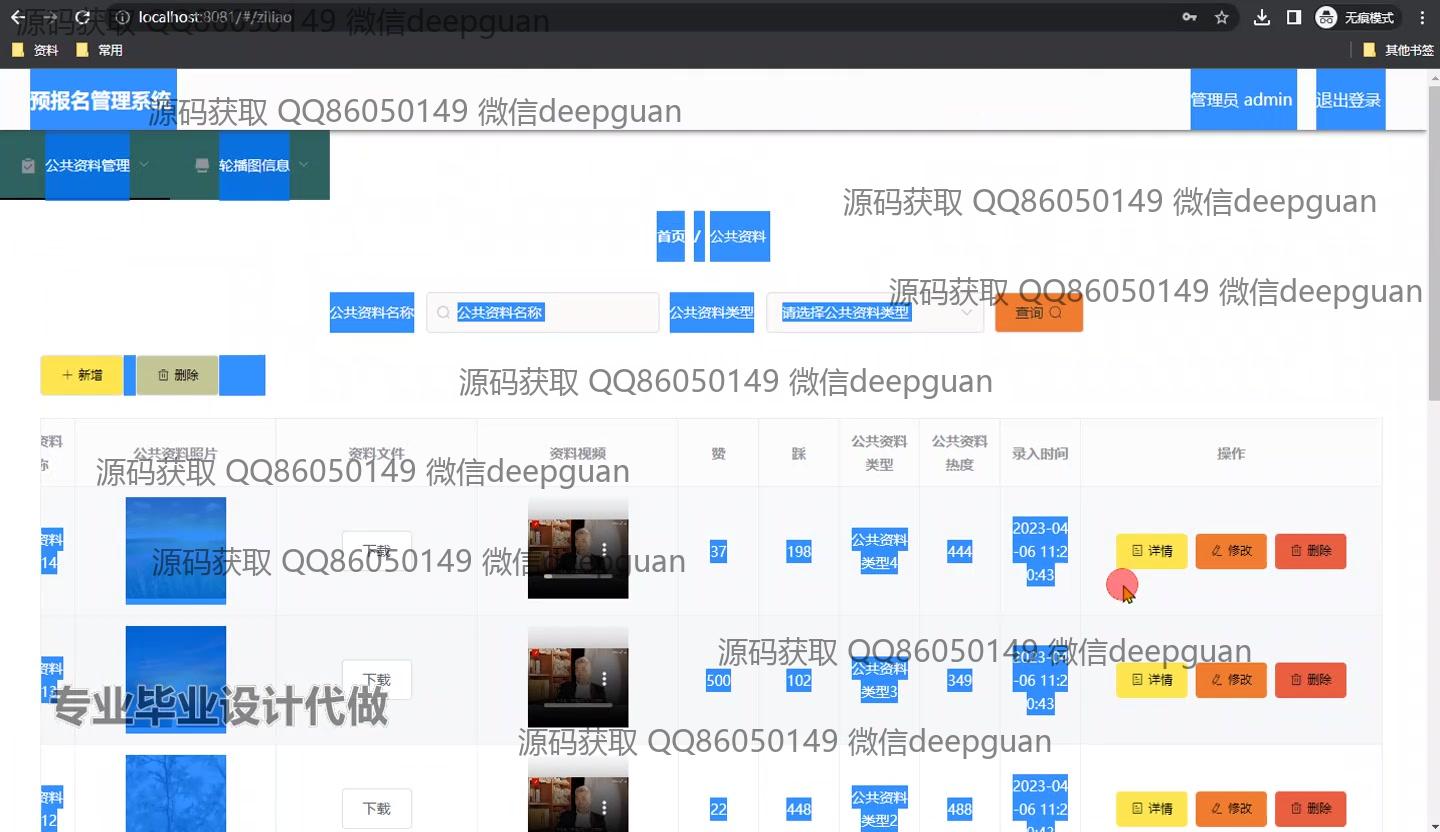 localhost:8081/#/ziliao
无痕模式
源码获取 QQ86050149 微信deepguan
资料 常用 其他书签
预报名管理系统 管理员 admin 退出登录
源码获取 QQ86050149 微信deepguan
公共资料管理 轮播图信息
源码获取 QQ86050149 微信deepguan
首页 / 公共资料
源码获取 QQ86050149 微信deepguan
公共资料名称 公共资料名称 公共资料类型 请选择公共资料类型 查询
新增 删除
源码获取 QQ86050149 微信deepguan
资料 公共资料照片 资料文件 资料视频 赞 踩 公共资料 公共资料 录入时间 操作
类型 热度
源码获取 QQ86050149 微信deepguan
资料 下载 37 198 公共资料 444 2023-04 详情 修改 删除
14 类型4 -06 11:2
0:43
源码获取 QQ86050149 微信deepguan
源码获取 QQ86050149 微信deepguan
资料 下载 500 102 公共资料 349 2023-04 详情 修改 删除
类型3 -06 11:2
0:43
专业毕业设计代做
源码获取 QQ86050149 微信deepguan
资料 下载 22 448 公共资料 488 2023-04 详情 修改 删除
12 类型2 -06 11:2
0:43